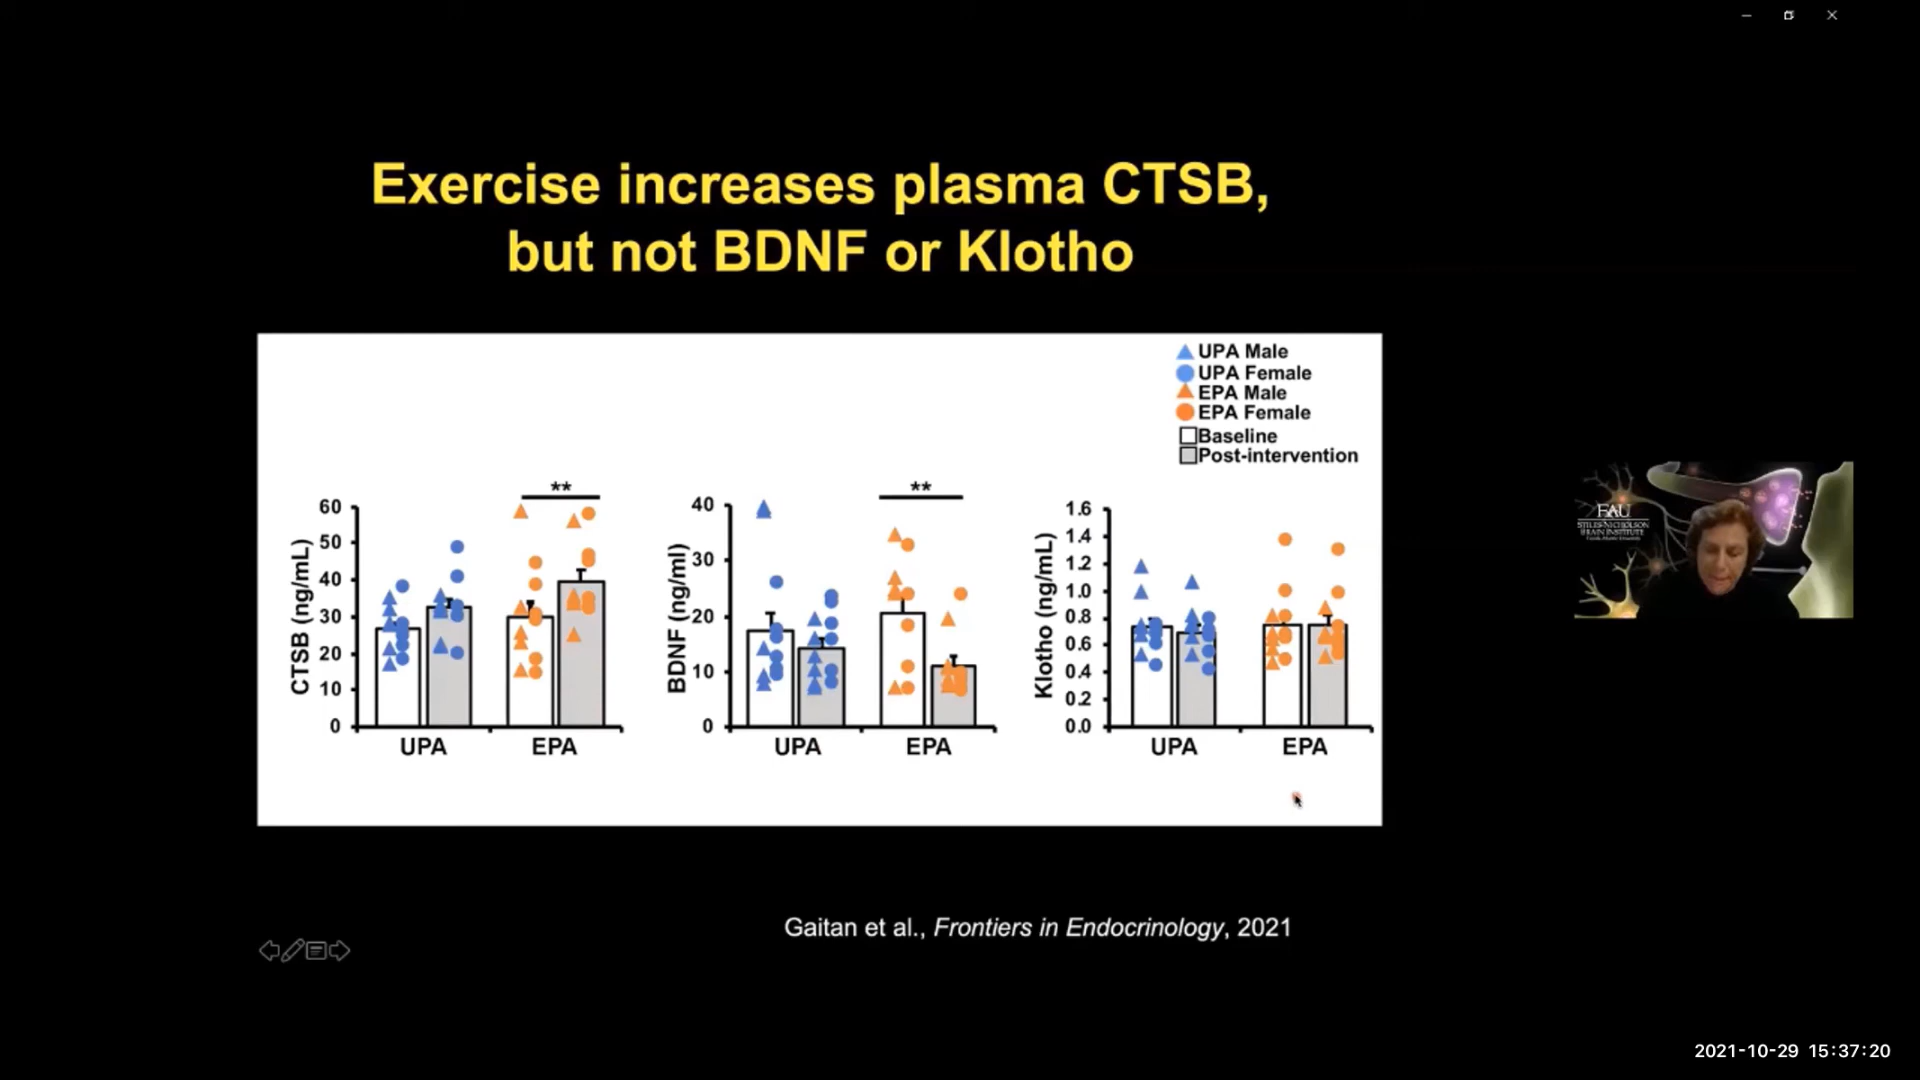 Exercise increases plasma CTSB,
but not BDNF or Klotho
UPA Male
UPA Female
EPA Male
EPA Female
Baseline
Post-intervention
**
60
50
40
30
20
10
0
CTSB (ng/mL)
UPA
EPA
**
40
30
20
10
0
BDNF (ng/ml)
UPA
EPA
1.6
1.4
1.2
1.0
0.8
0.6
0.4
0.2
0.0
Klotho (ng/mL)
UPA
EPA
FAU
STILES-NICHOLSON
BRAIN INSTITUTE
Gaitan et al., Frontiers in Endocrinology, 2021
2021-10-29 15:37:20